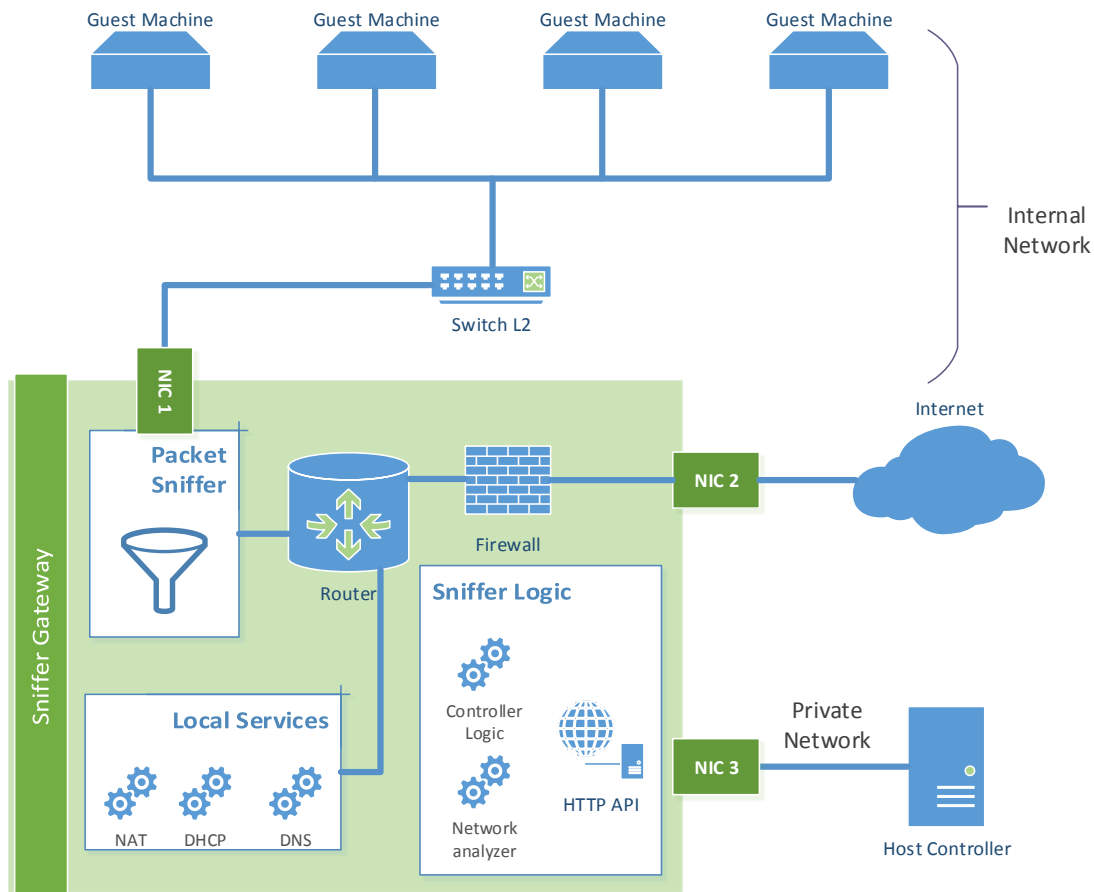 Guest Machine
Guest Machine
Guest Machine
Guest Machine
Internal
Network
Switch L2
NIC 1
Internet
Packet
Sniffer
NIC 2
Firewall
Router
Sniffer Gateway
Sniffer Logic
Controller
Logic
Network
analyzer
HTTP API
Local Services
NAT
DHCP
DNS
Private
Network
NIC 3
Host Controller